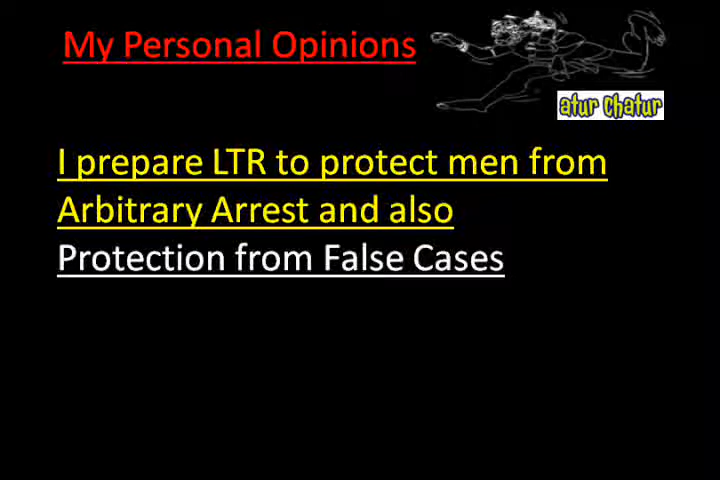 My Personal Opinions
atur chatur
I prepare LTR to protect men from
Arbitrary Arrest and also
Protection from False Cases